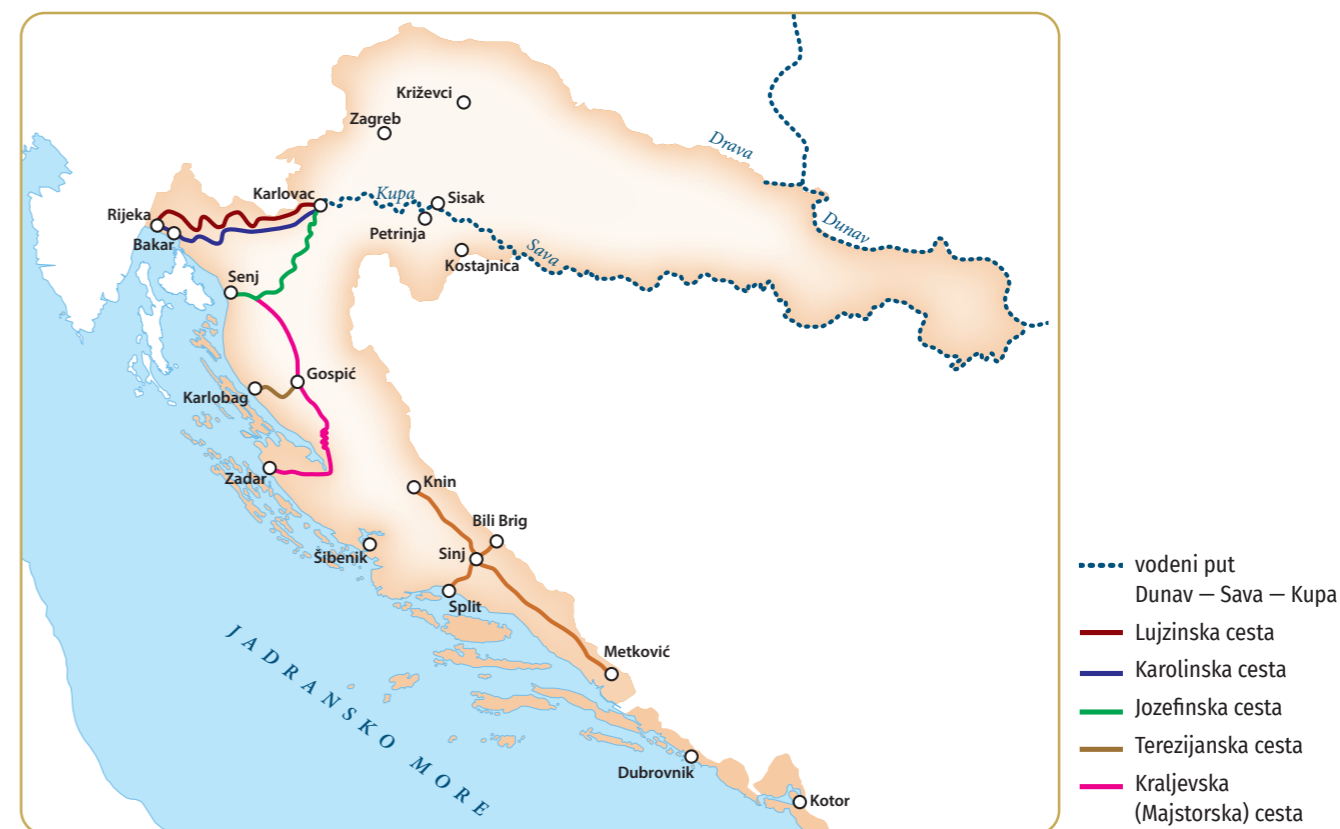 Križevci
Zagreb
Drava
Karlovac
Kupa
Sisak
Rijeka
Bakar
Petrinja
Dunav
Sava
Kostajnica
Senj
Gospić
Karlobag
Zadar
Knin
Bili Brig
Šibenik
Sinj
Split
Metković
JADRANSKO MORE
Dubrovnik
Kotor
vodeni put
Dunav — Sava — Kupa
Lujzinska cesta
Karolinska cesta
Jozefinska cesta
Terezijanska cesta
Kraljevska
(Majstorska) cesta